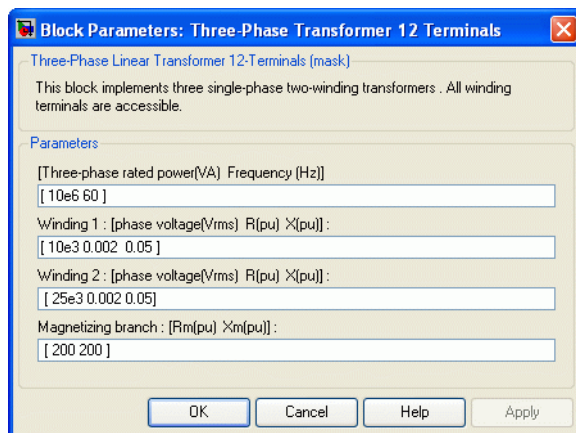 Block Parameters: Three-Phase Transformer 12 Terminals
Three-Phase Linear Transformer 12-Terminals (mask)
This block implements three single-phase two-winding transformers . All winding
terminals are accessible.
Parameters
[Three-phase rated power(VA) Frequency (Hz)]
[ 10e6 60 ]
Winding 1 : [phase voltage(Vrms) R(pu) X(pu)] :
[ 10e3 0.002 0.05 ]
Winding 2 : [phase voltage(Vrms) R(pu) X(pu)] :
[ 25e3 0.002 0.05]
Magnetizing branch : [Rm(pu) Xm(pu)] :
[ 200 200 ]
OK Cancel Help Apply